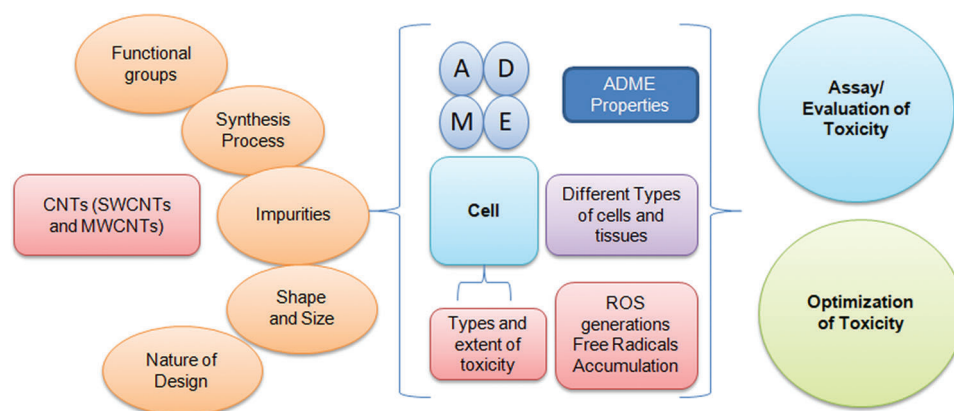 Functional
groups
Synthesis
Process
CNTs (SWCNTs
and MWCNTs)
Impurities
Shape
and Size
Nature of
Design
A
D
M
E
ADME
Properties
Cell
Different Types
of cells and
tissues
Types and
extent of
toxicity
ROS
generations
Free Radicals
Accumulation
Assay/
Evaluation of
Toxicity
Optimization
of Toxicity